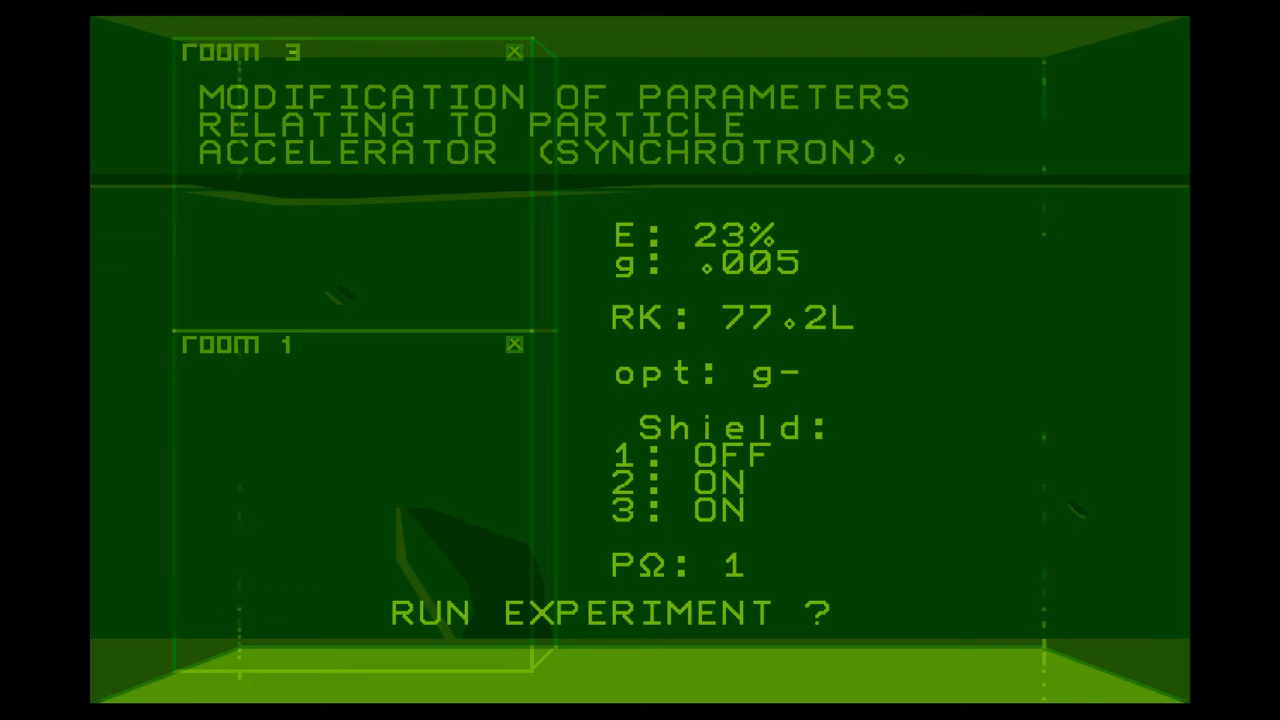 room 3
MODIFICATION OF PARAMETERS
RELATING TO PARTICLE
ACCELERATOR (SYNCHROTRON).
E: 23%
g: .005
RK: 77.2L
room 1
opt: g-
Shield:
1: OFF
2: ON
3: ON
PΩ: 1
RUN EXPERIMENT ?